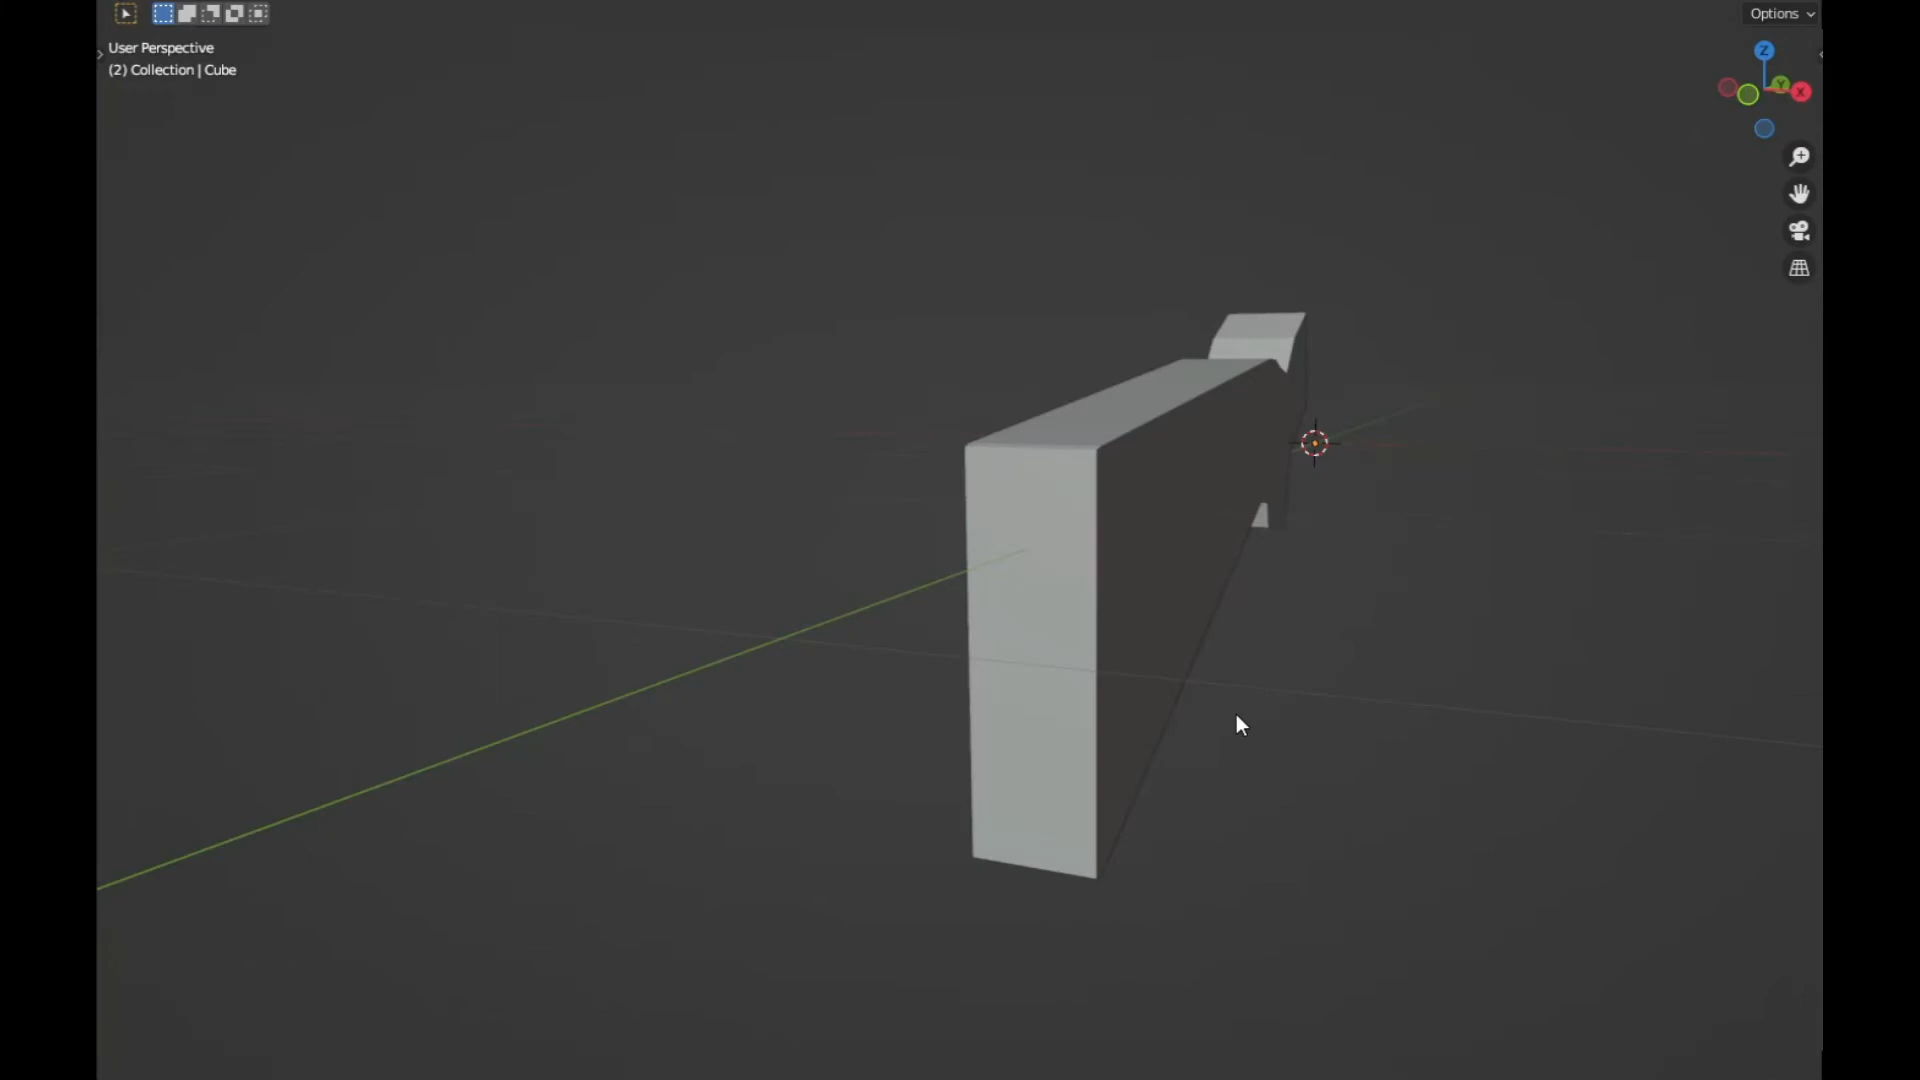 Options
User Perspective
(2) Collection | Cube
Z
Y
X